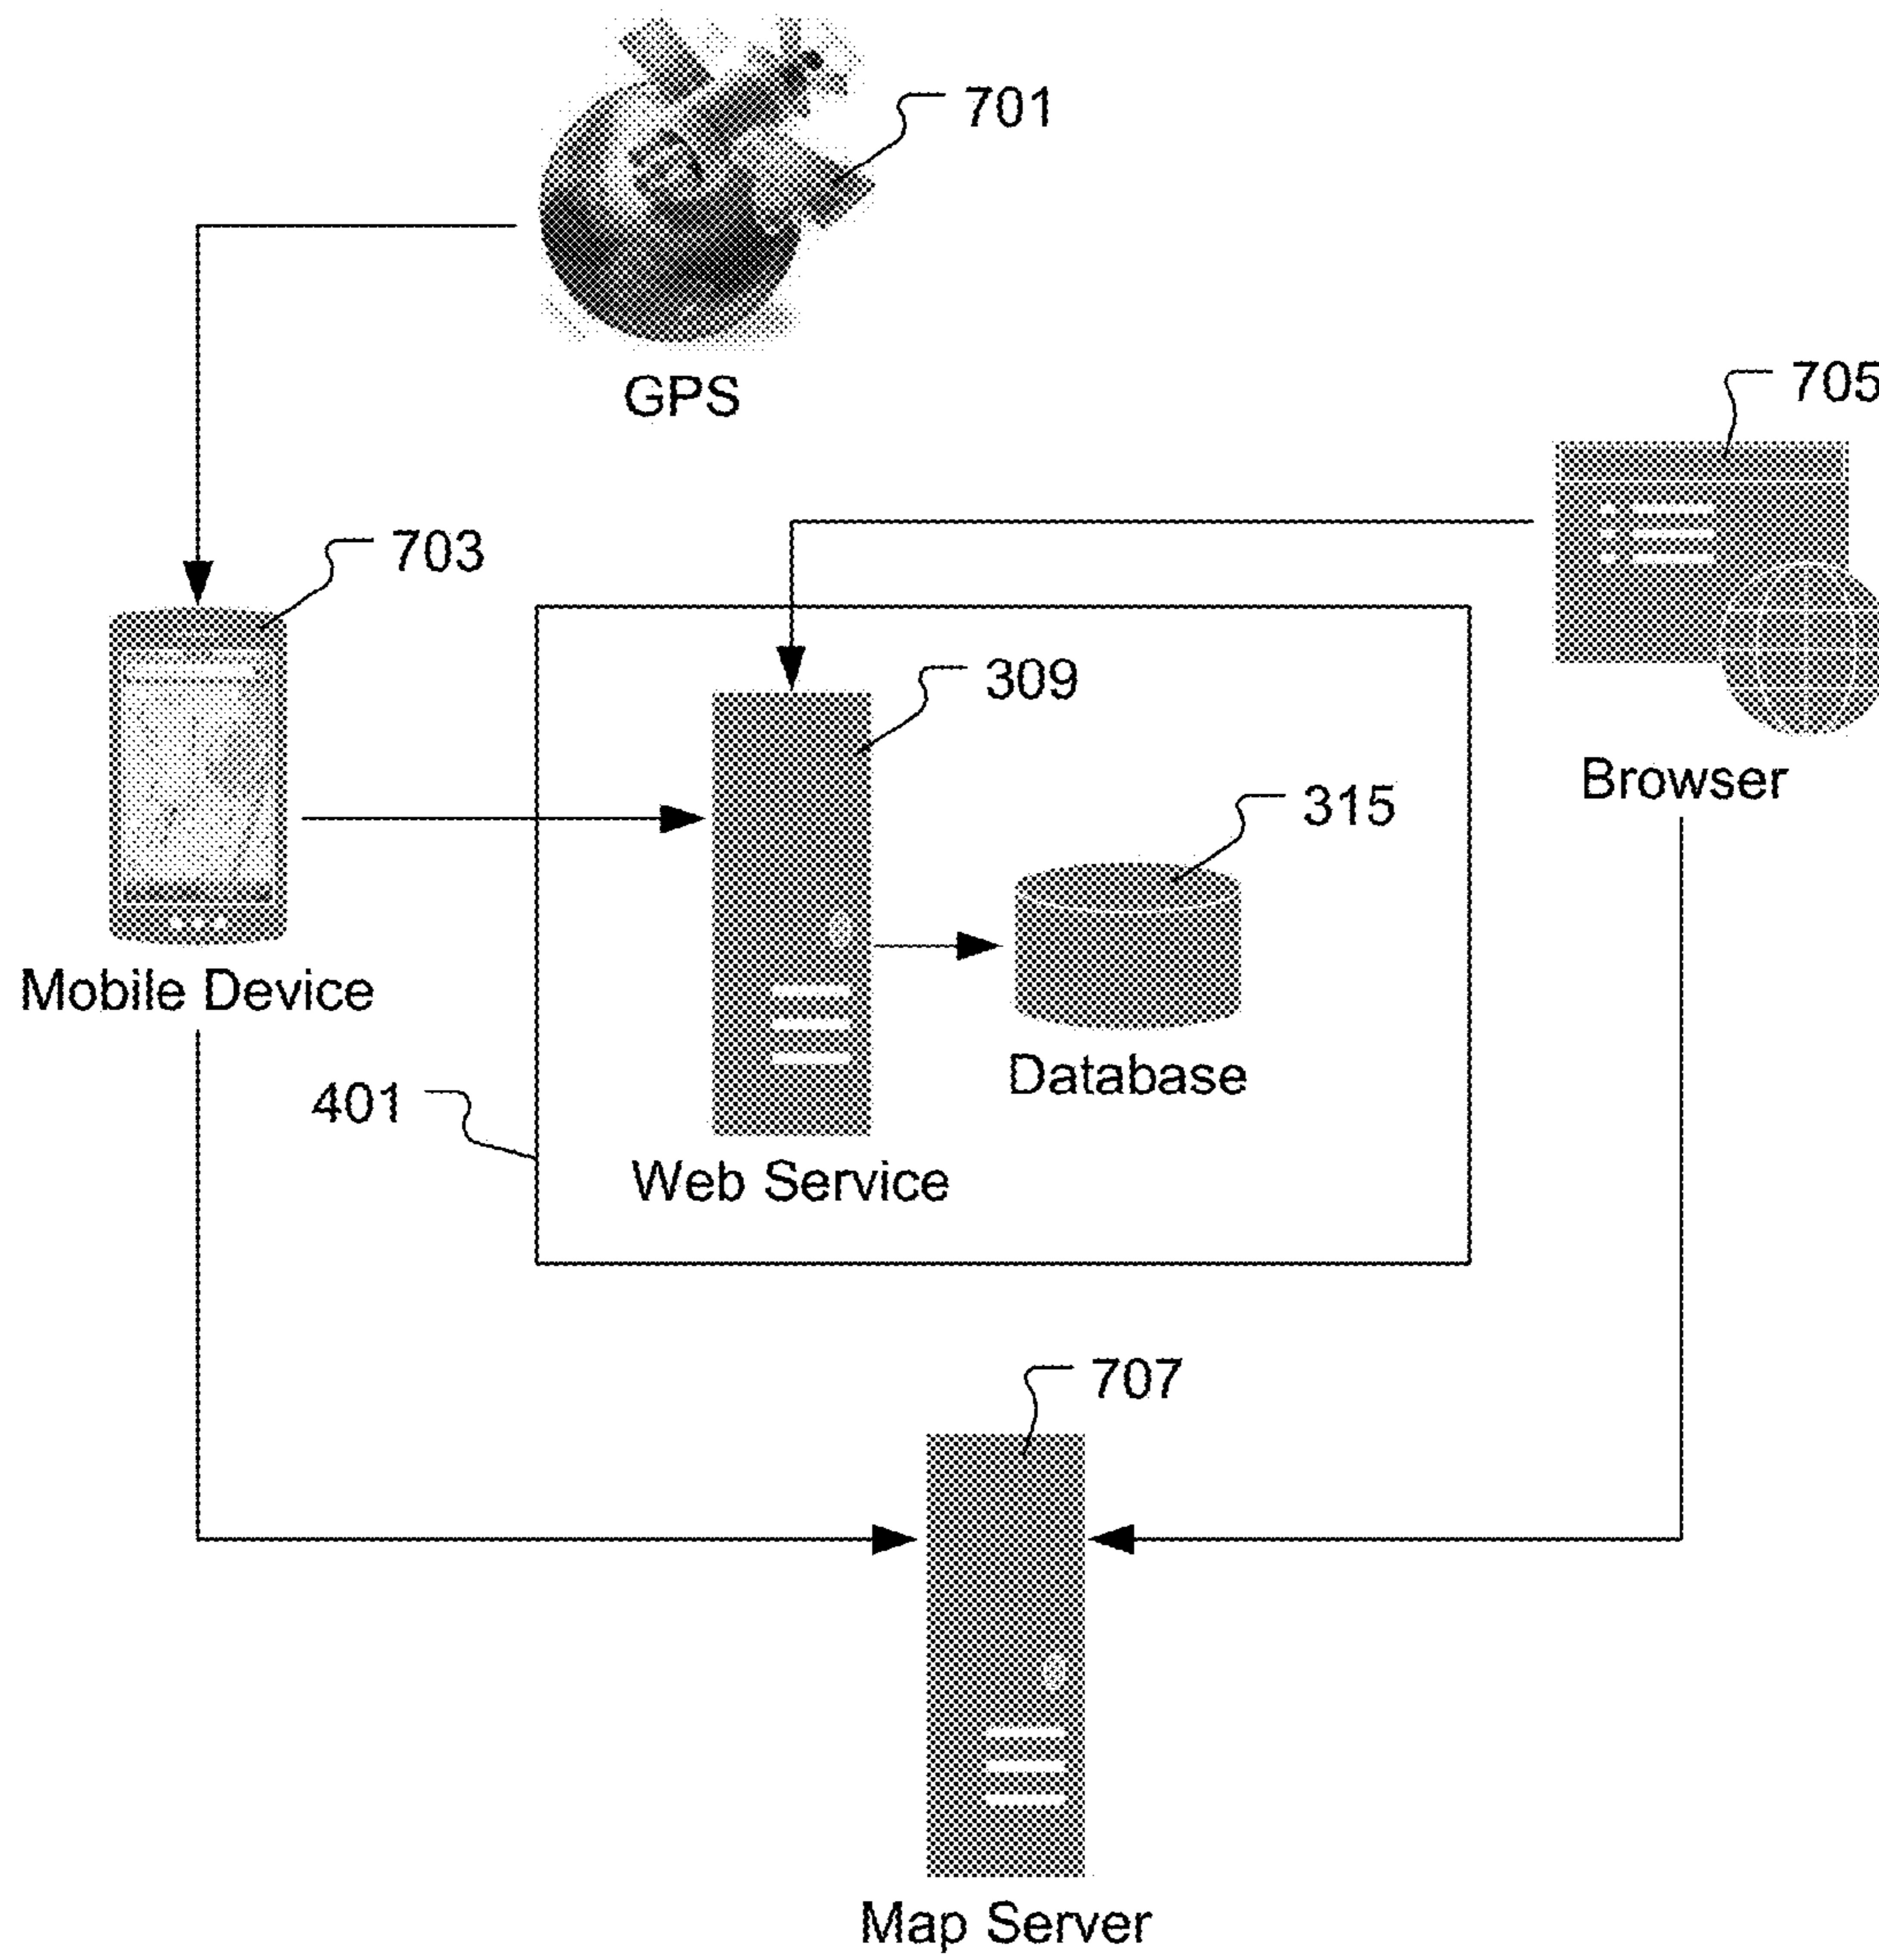 701
GPS
705
703
309
Browser
315
Mobile Device
Database
401
Web Service
707
Map Server